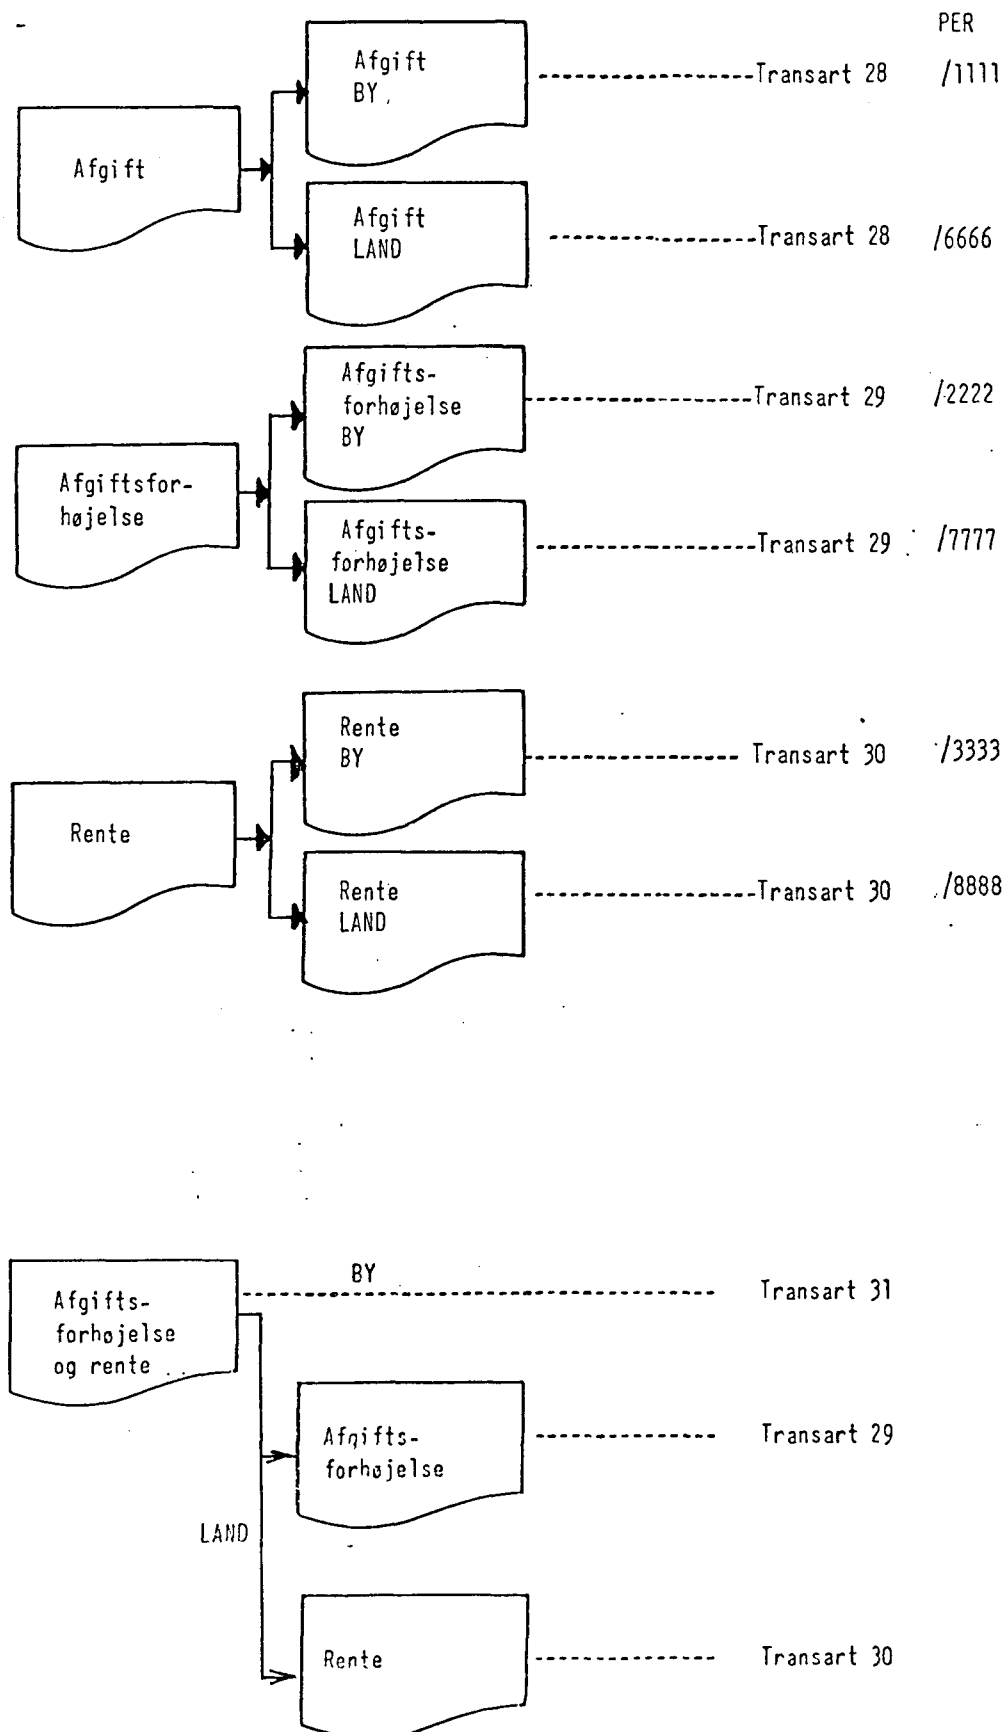 PER
Afgift
BY
Transart 28 /1111
Afgift
Afgift
LAND
Transart 28 /6666
Afgifts-
forhøjelse
BY
Transart 29 /2222
Afgiftsfor-
højelse
Afgifts-
forhøjelse
LAND
Transart 29 /7777
Rente
BY
Transart 30 /3333
Rente
Rente
LAND
Transart 30 /8888
BY
Transart 31
Afgifts-
forhøjelse
og rente
Afgifts-
forhøjelse
Transart 29
LAND
Rente
Transart 30